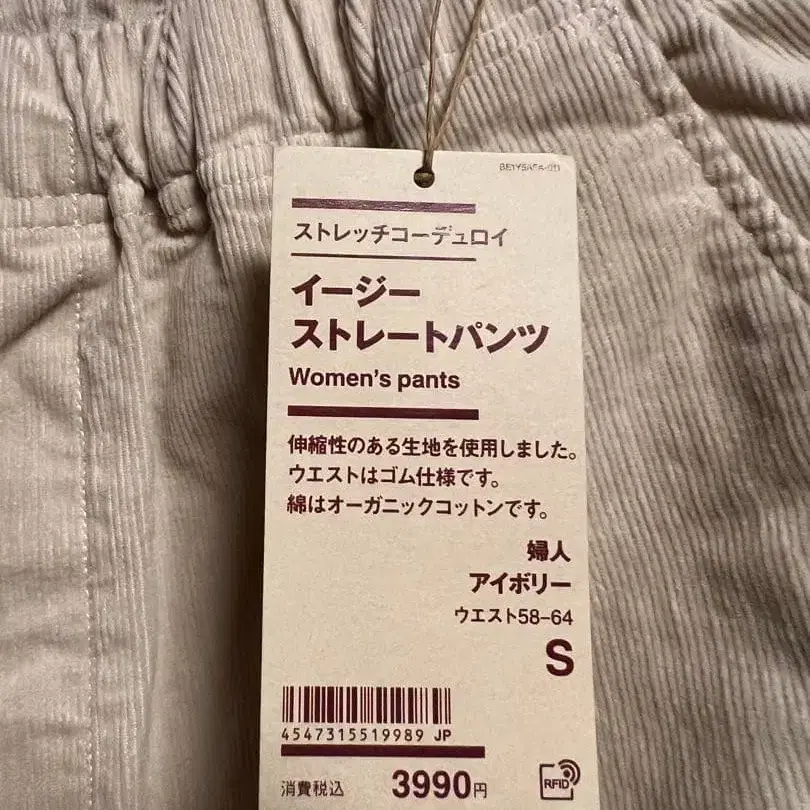 ストレッチコーデュロイ
イージー
ストレートパンツ
Women's pants
伸縮性のある生地を使用しました。
ウエストはゴム仕様です。
綿はオーガニックコットンです。
婦人
アイボリー
ウエスト58-64
S
4547315519989 JP
消費税込 3990円
RFID